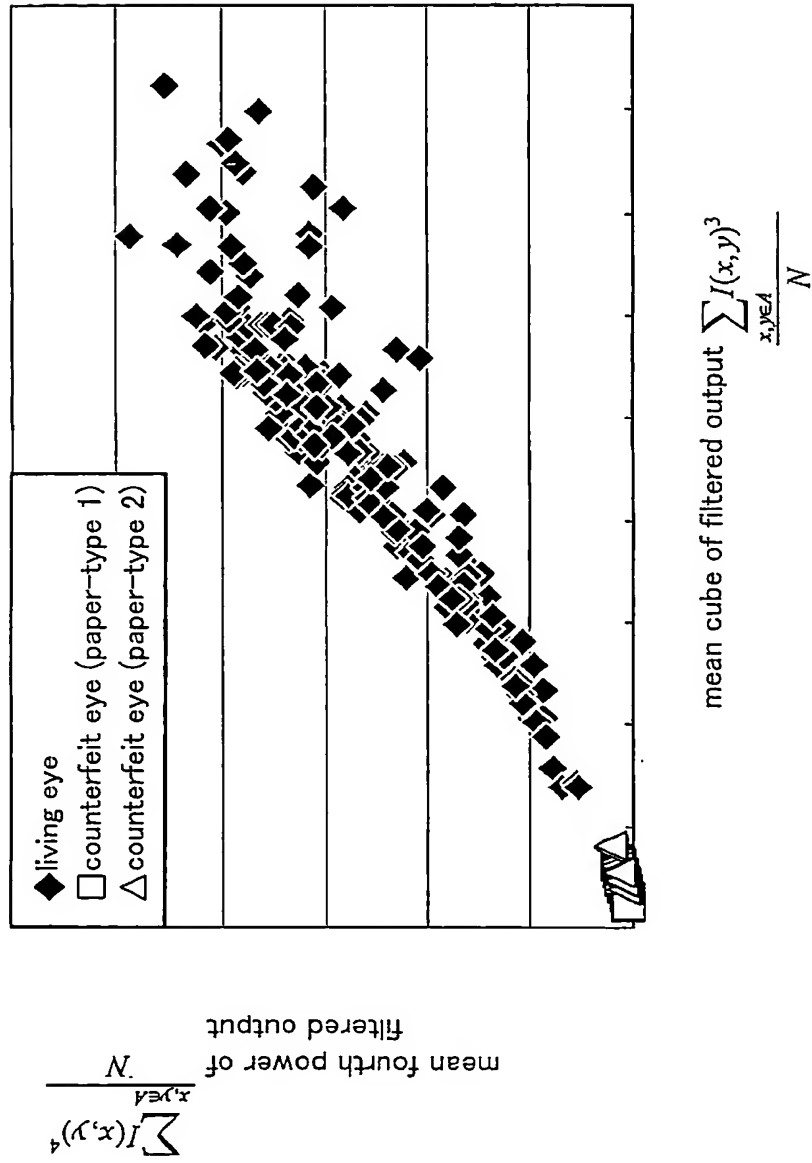 living eye
counterfeit eye (paper-type 1)
counterfeit eye (paper-type 2)
∑ I(x, y)⁴
x,y∈A
N
mean fourth power of
filtered output
mean cube of filtered output ∑ I(x, y)³
x,y∈A
N